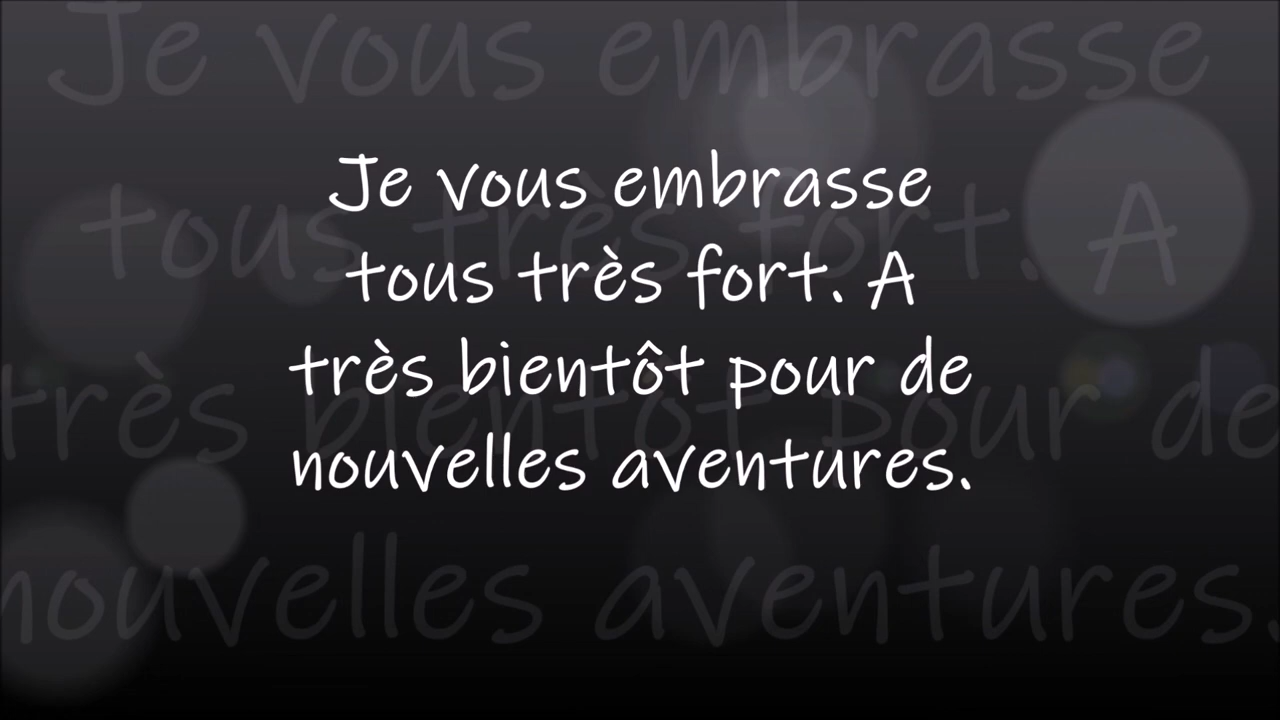 Je vous embrasse
tous très fort. A
très bientôt pour de
nouvelles aventures.